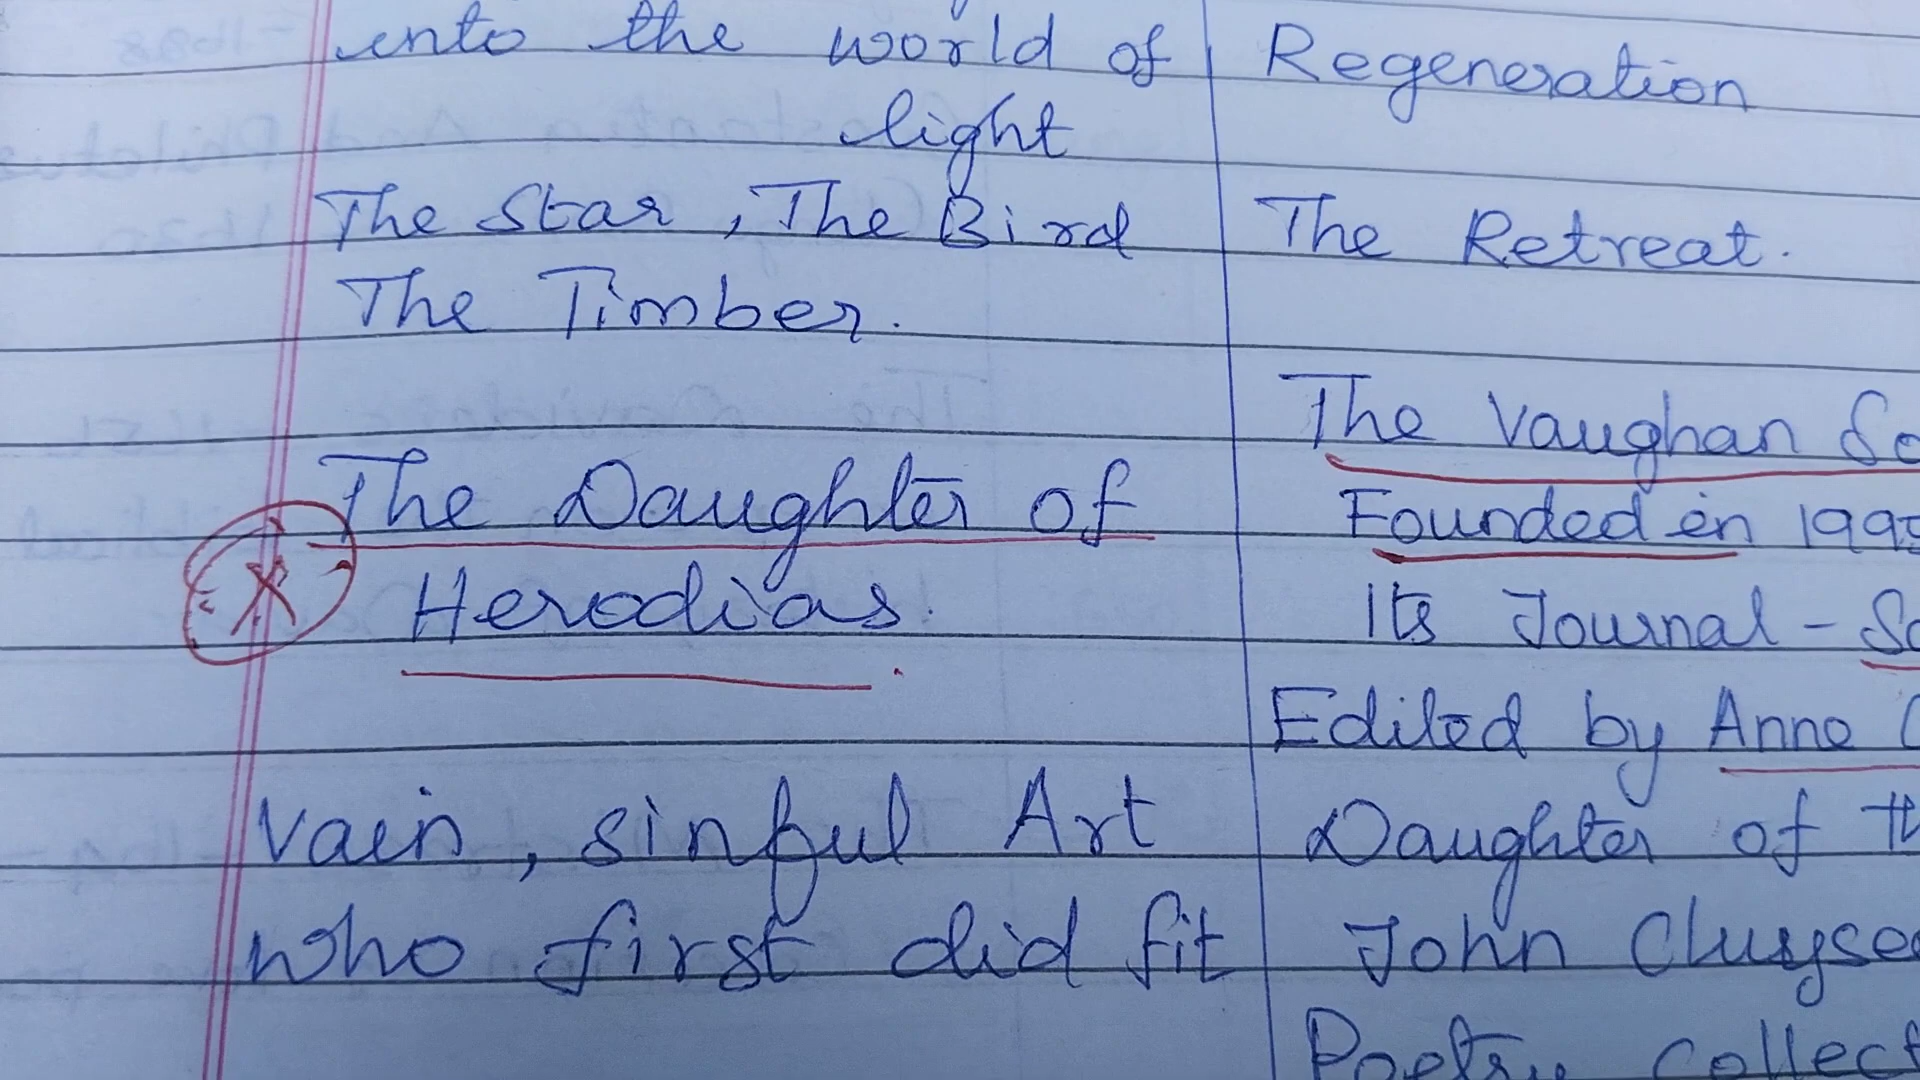 into the world of
light
The Star, The Bird
The Timber.
The Daughter of
Herodias.
Vain, sinful Art
who first did fit
Regeneration
The Retreat.
The Vaughan
Founded in
Its Journal -
Edited by Anne
Daughter of
John
Poetry